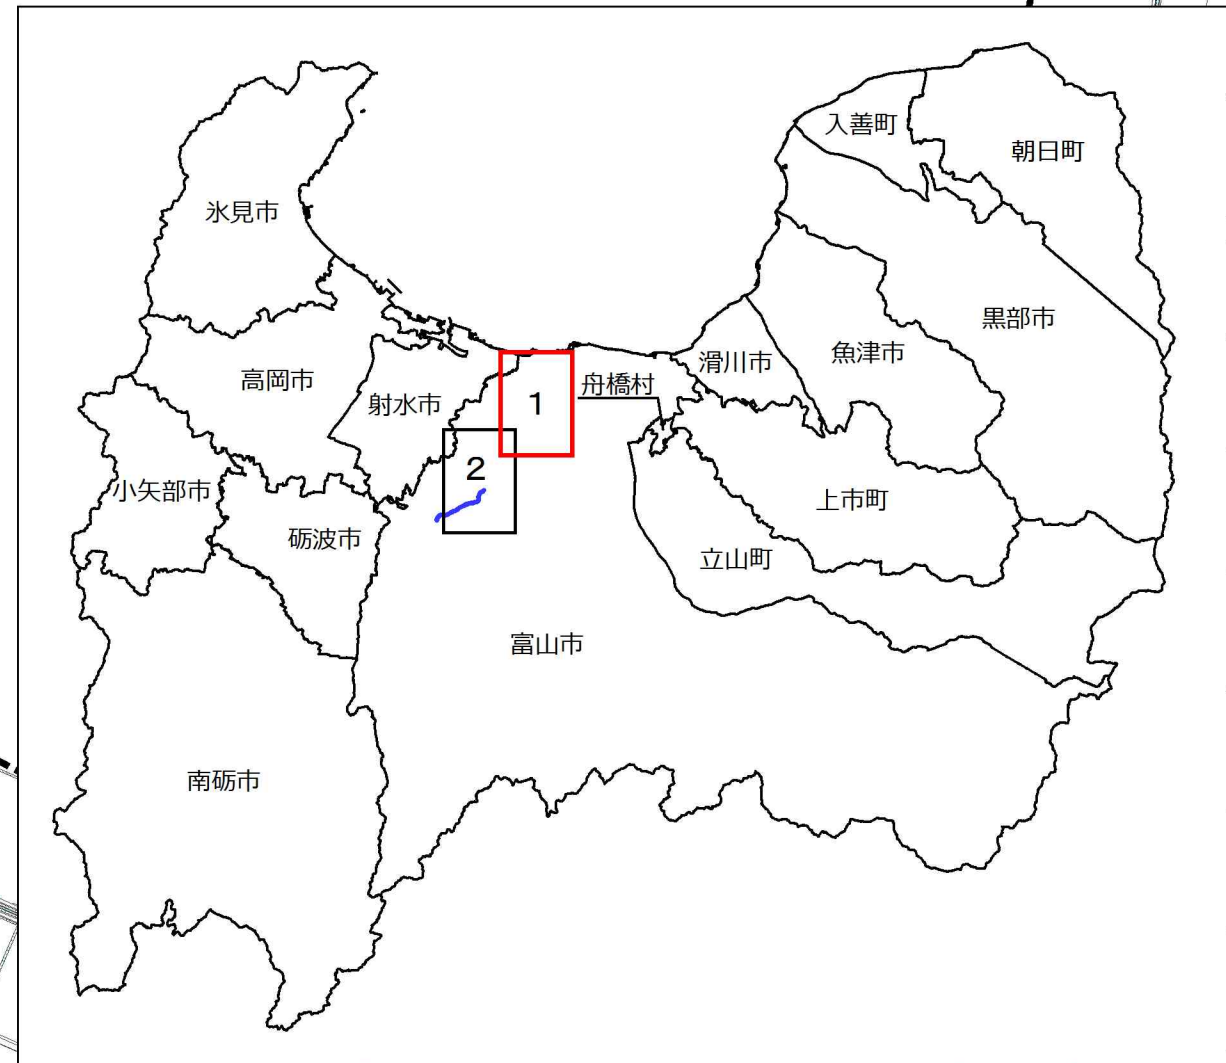 入善町
朝日町
氷見市
黒部市
魚津市
滑川市
高岡市
舟橋村
射水市
1
2
小矢部市
上市町
砺波市
立山町
富山市
南砺市